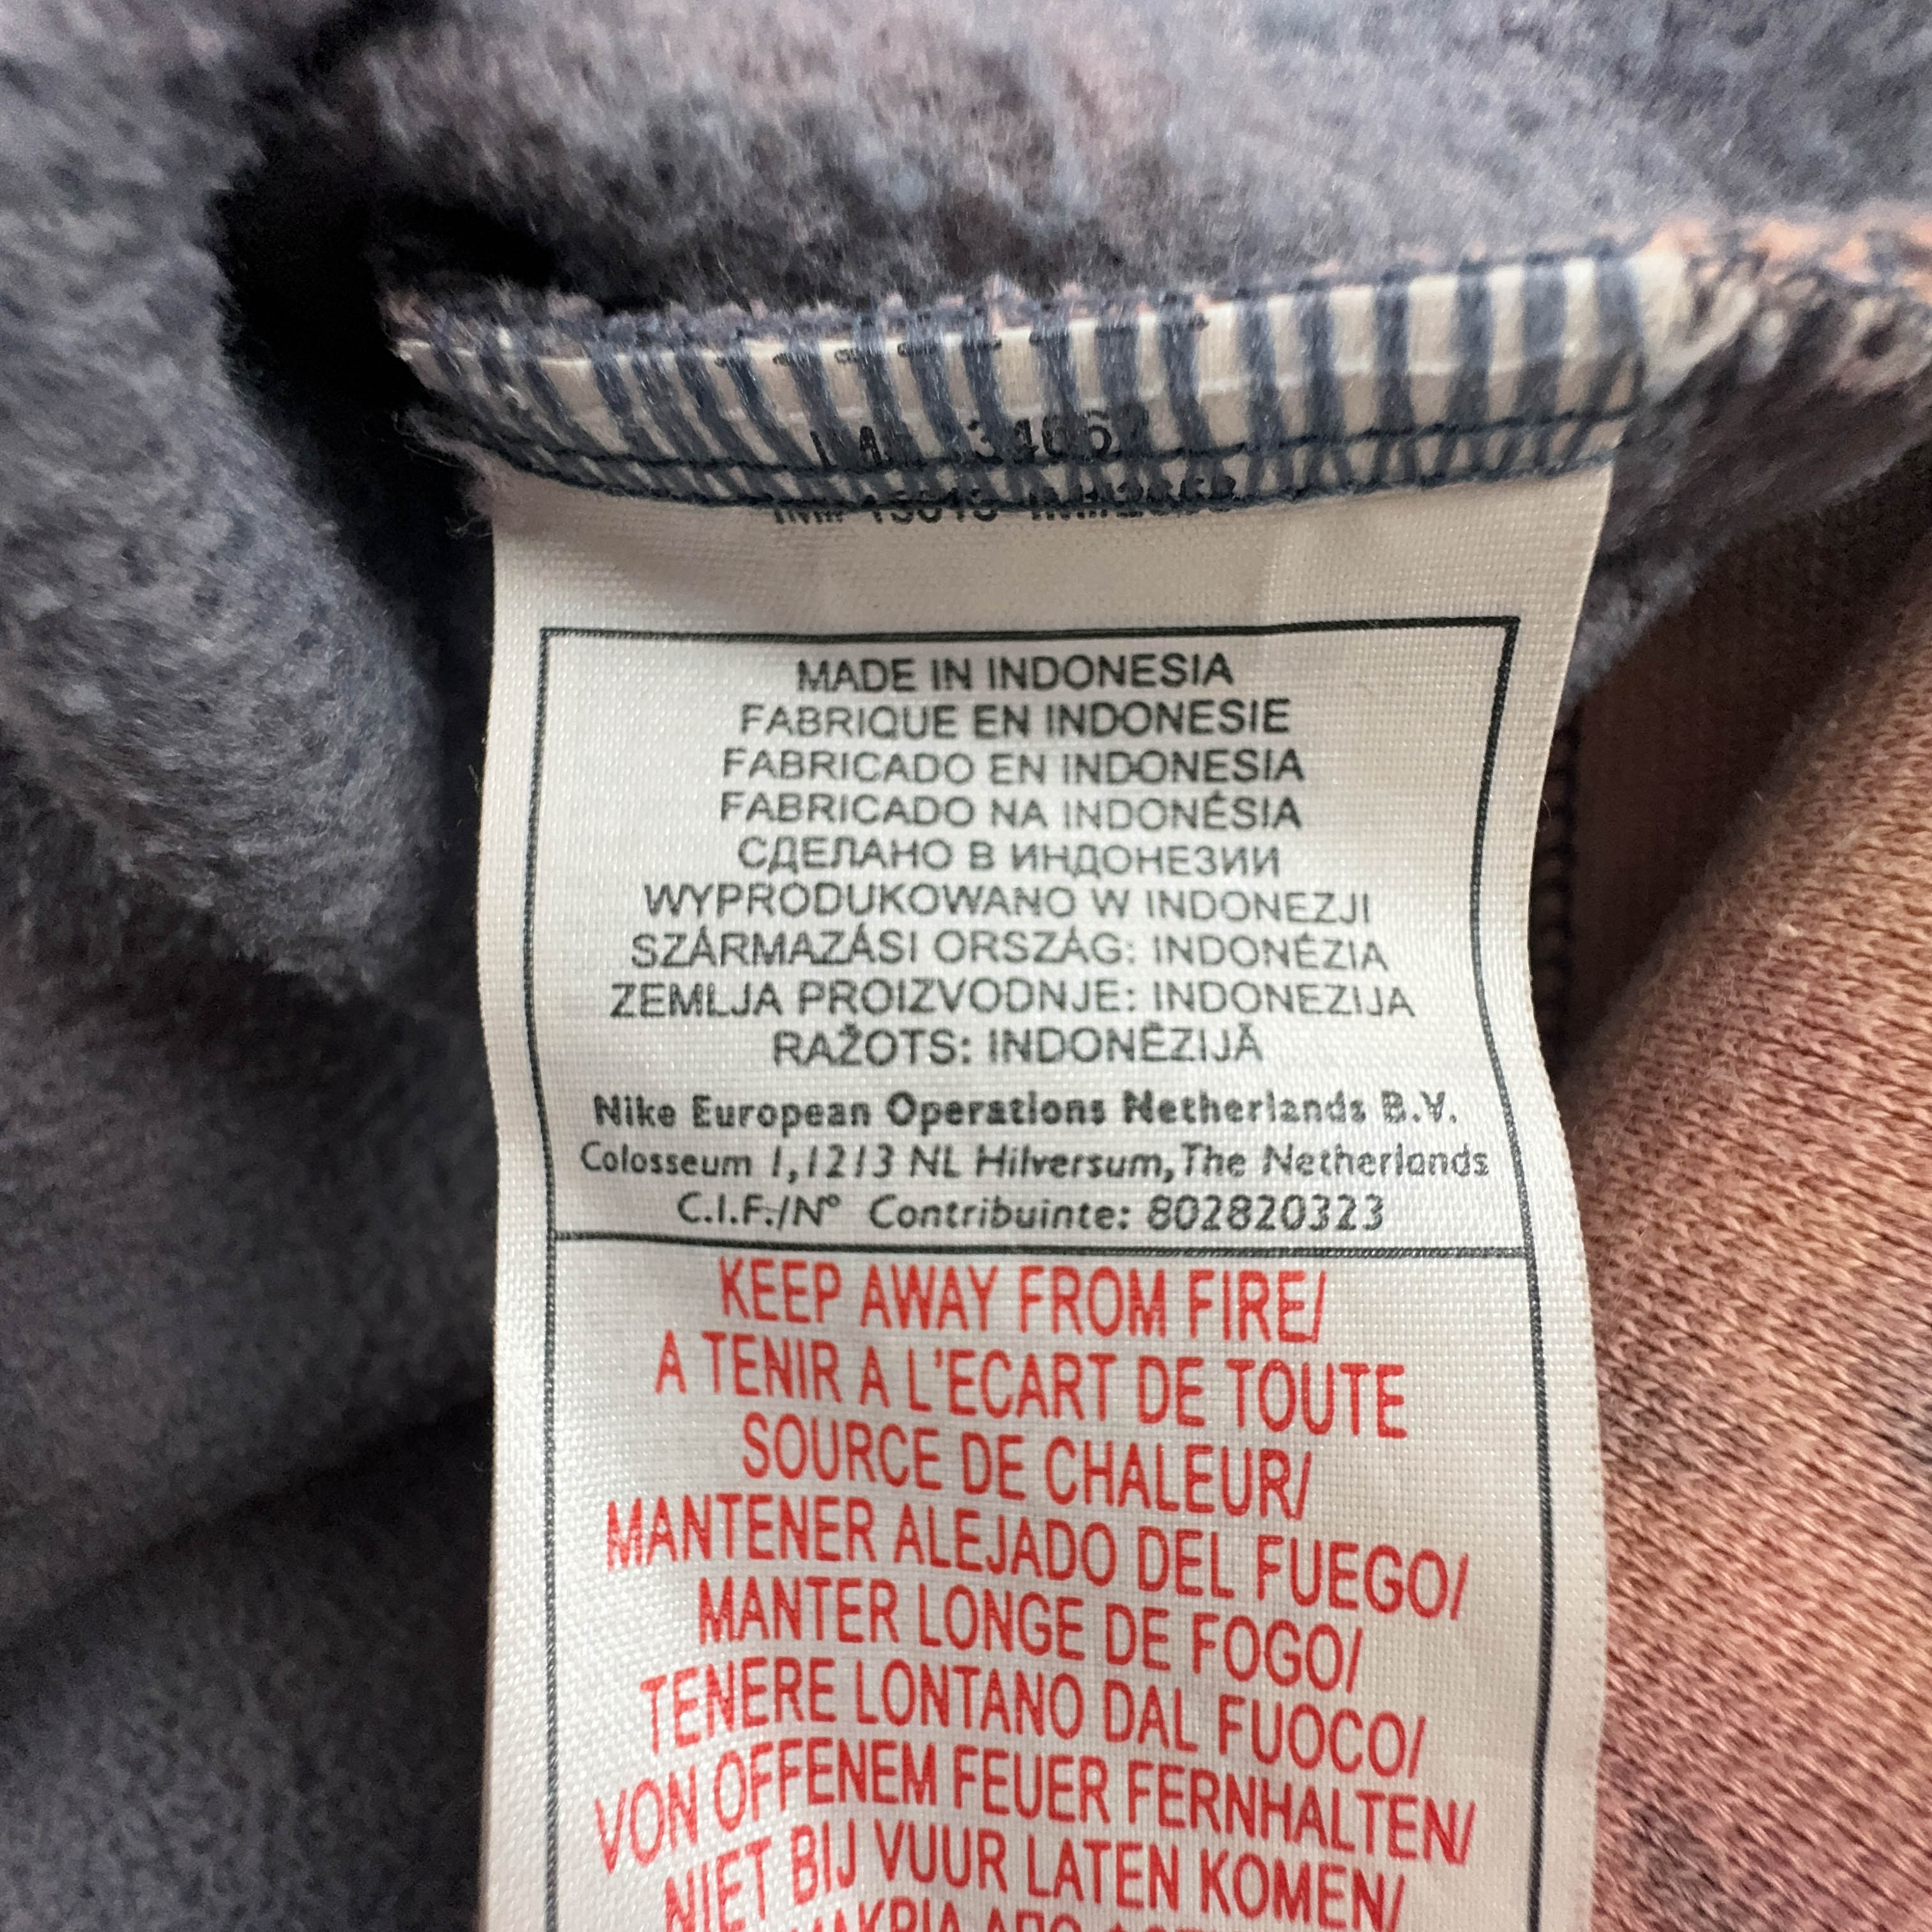 MADE IN INDONESIA
FABRIQUE EN INDONESIE
FABRICADO EN INDONESIA
FABRICADO NA INDONÉSIA
СДЕЛАНО В ИНДОНЕЗИИ
WYPRODUKOWANO W INDONEZJI
SZÁRMAZÁSI ORSZÁG: INDONÉZIA
ZEMLJA PROIZVODNJE: INDONEZIJA
RAŽOTS: INDONĒZIJĀ
Nike European Operations Netherlands B.V.
Colosseum 1, 1213 NL Hilversum, The Netherlands
C.I.F./Nº Contribuinte: 802820323
KEEP AWAY FROM FIRE/
A TENIR A L'ECART DE TOUTE
SOURCE DE CHALEUR/
MANTENER ALEJADO DEL FUEGO/
MANTER LONGE DE FOGO/
TENERE LONTANO DAL FUOCO/
VON OFFENEM FEUER FERNHALTEN/
NIET BIJ VUUR LATEN KOMEN/